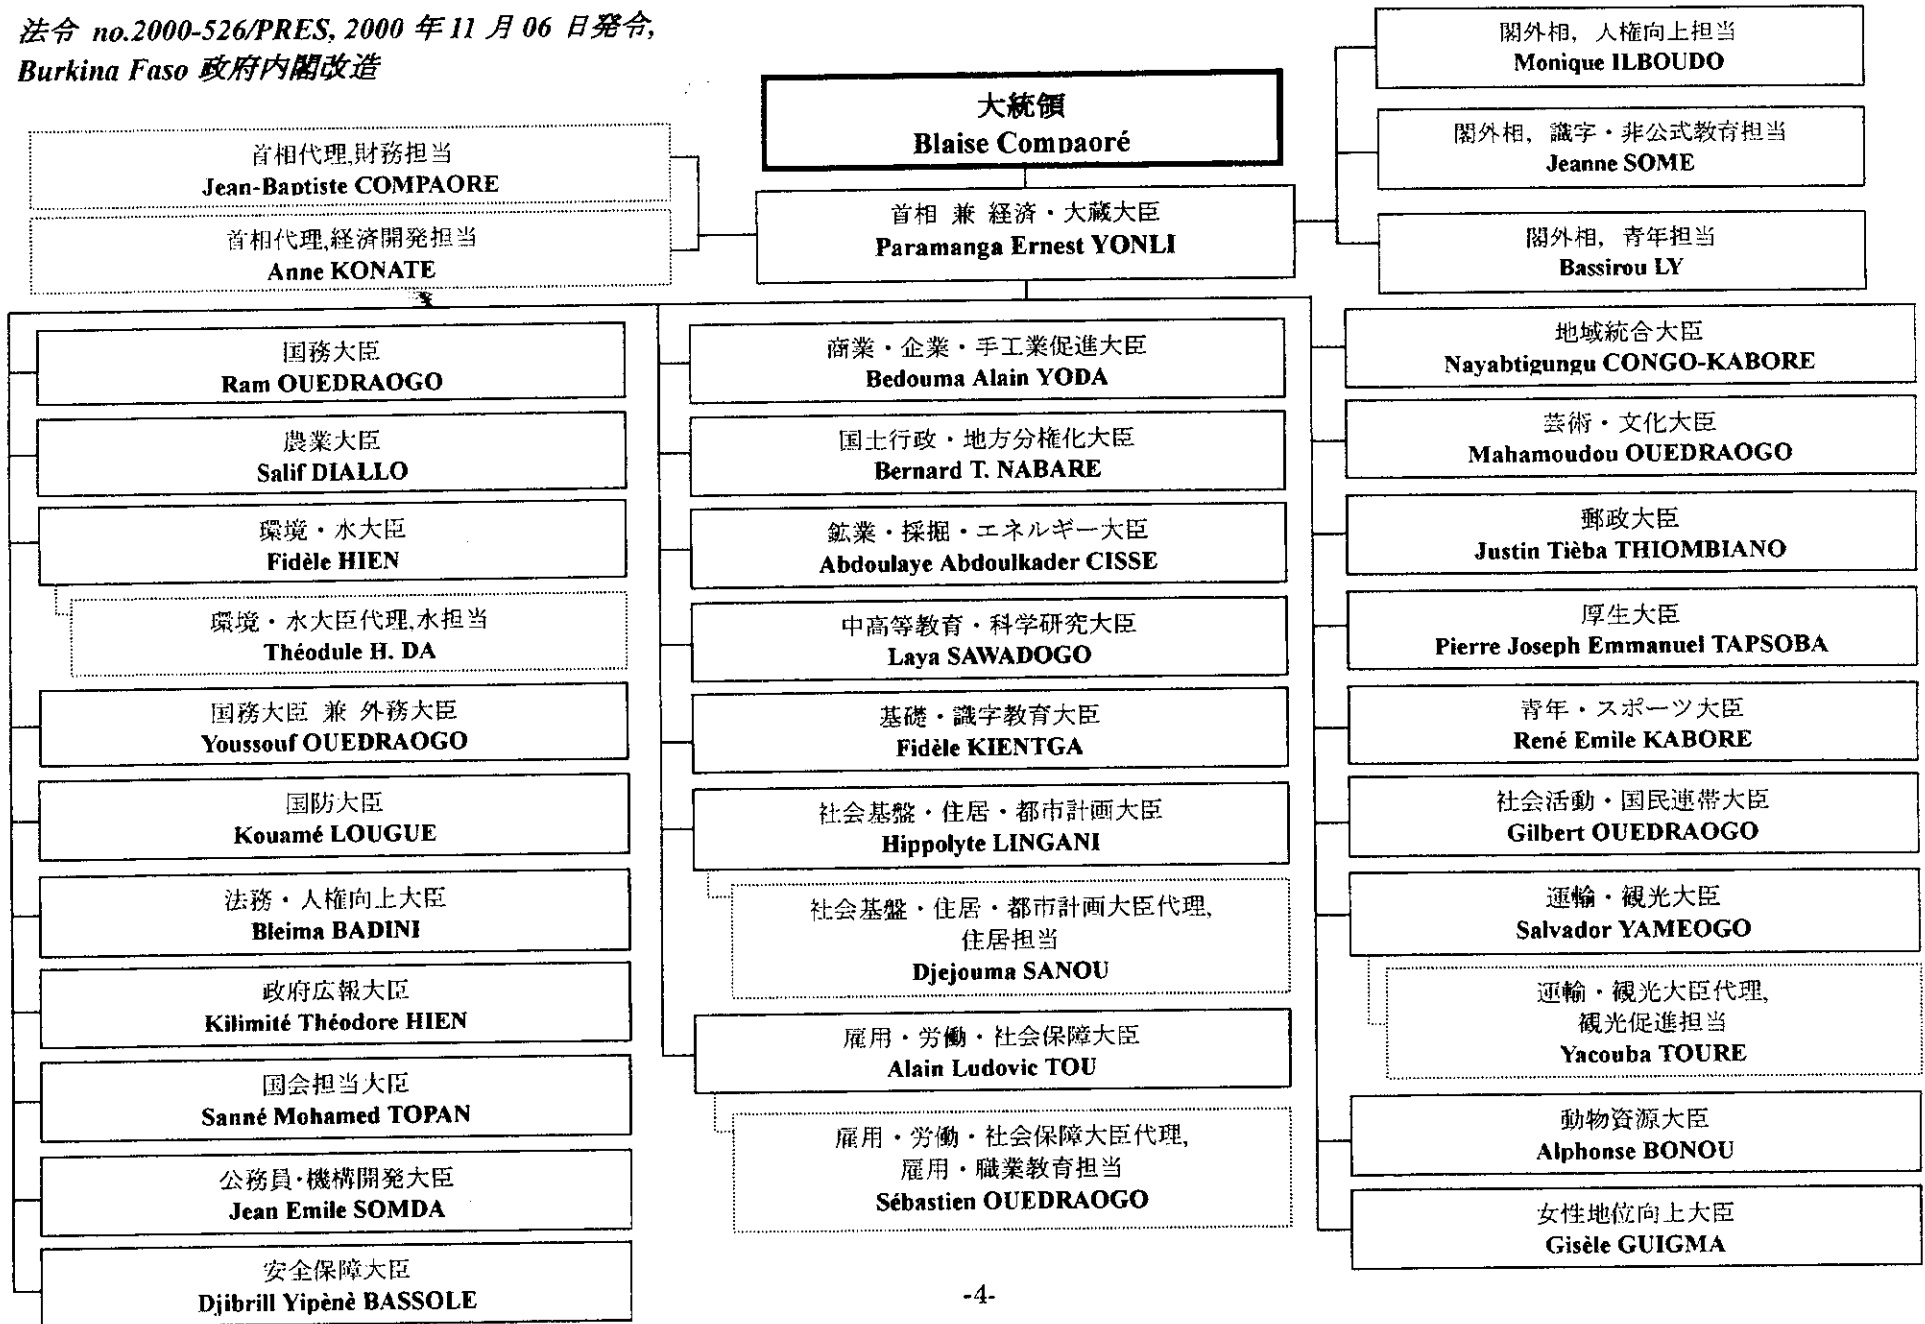 法令 no.2000-526/PRES, 2000 年 11 月 06 日発令,
Burkina Faso 政府内閣改造
大統領
Blaise Compaoré
首相代理,財務担当
Jean-Baptiste COMPAORE
首相代理,経済開発担当
Anne KONATE
首相 兼 経済・大蔵大臣
Paramanga Ernest YONLI
閣外相, 人権向上担当
Monique ILBOUDO
閣外相, 識字・非公式教育担当
Jeanne SOME
閣外相, 青年担当
Bassirou LY
国務大臣
Ram OUEDRAOGO
農業大臣
Salif DIALLO
環境・水大臣
Fidèle HIEN
環境・水大臣代理,水担当
Théodule H. DA
国務大臣 兼 外務大臣
Youssouf OUEDRAOGO
国防大臣
Kouamé LOUGUE
法務・人権向上大臣
Bleima BADINI
政府広報大臣
Kilimité Théodore HIEN
国会担当大臣
Sanné Mohamed TOPAN
公務員・機構開発大臣
Jean Emile SOMDA
安全保障大臣
Djibrill Yipènè BASSOLE
商業・企業・手工業促進大臣
Bedouma Alain YODA
国土行政・地方分権化大臣
Bernard T. NABARE
鉱業・採掘・エネルギー大臣
Abdoulaye Abdoulkader CISSE
中高等教育・科学研究大臣
Laya SAWADOGO
基礎・識字教育大臣
Fidèle KIENTGA
社会基盤・住居・都市計画大臣
Hippolyte LINGANI
社会基盤・住居・都市計画大臣代理,
住居担当
Djejouma SANOU
雇用・労働・社会保障大臣
Alain Ludovic TOU
雇用・労働・社会保障大臣代理,
雇用・職業教育担当
Sébastien OUEDRAOGO
地域統合大臣
Nayabtigungu CONGO-KABORE
芸術・文化大臣
Mahamoudou OUEDRAOGO
郵政大臣
Justin Tièba THIOMBIANO
厚生大臣
Pierre Joseph Emmanuel TAPSOBA
青年・スポーツ大臣
René Emile KABORE
社会活動・国民連帯大臣
Gilbert OUEDRAOGO
運輸・観光大臣
Salvador YAMEOGO
運輸・観光大臣代理,
観光促進担当
Yacouba TOURE
動物資源大臣
Alphonse BONOU
女性地位向上大臣
Gisèle GUIGMA
-4-